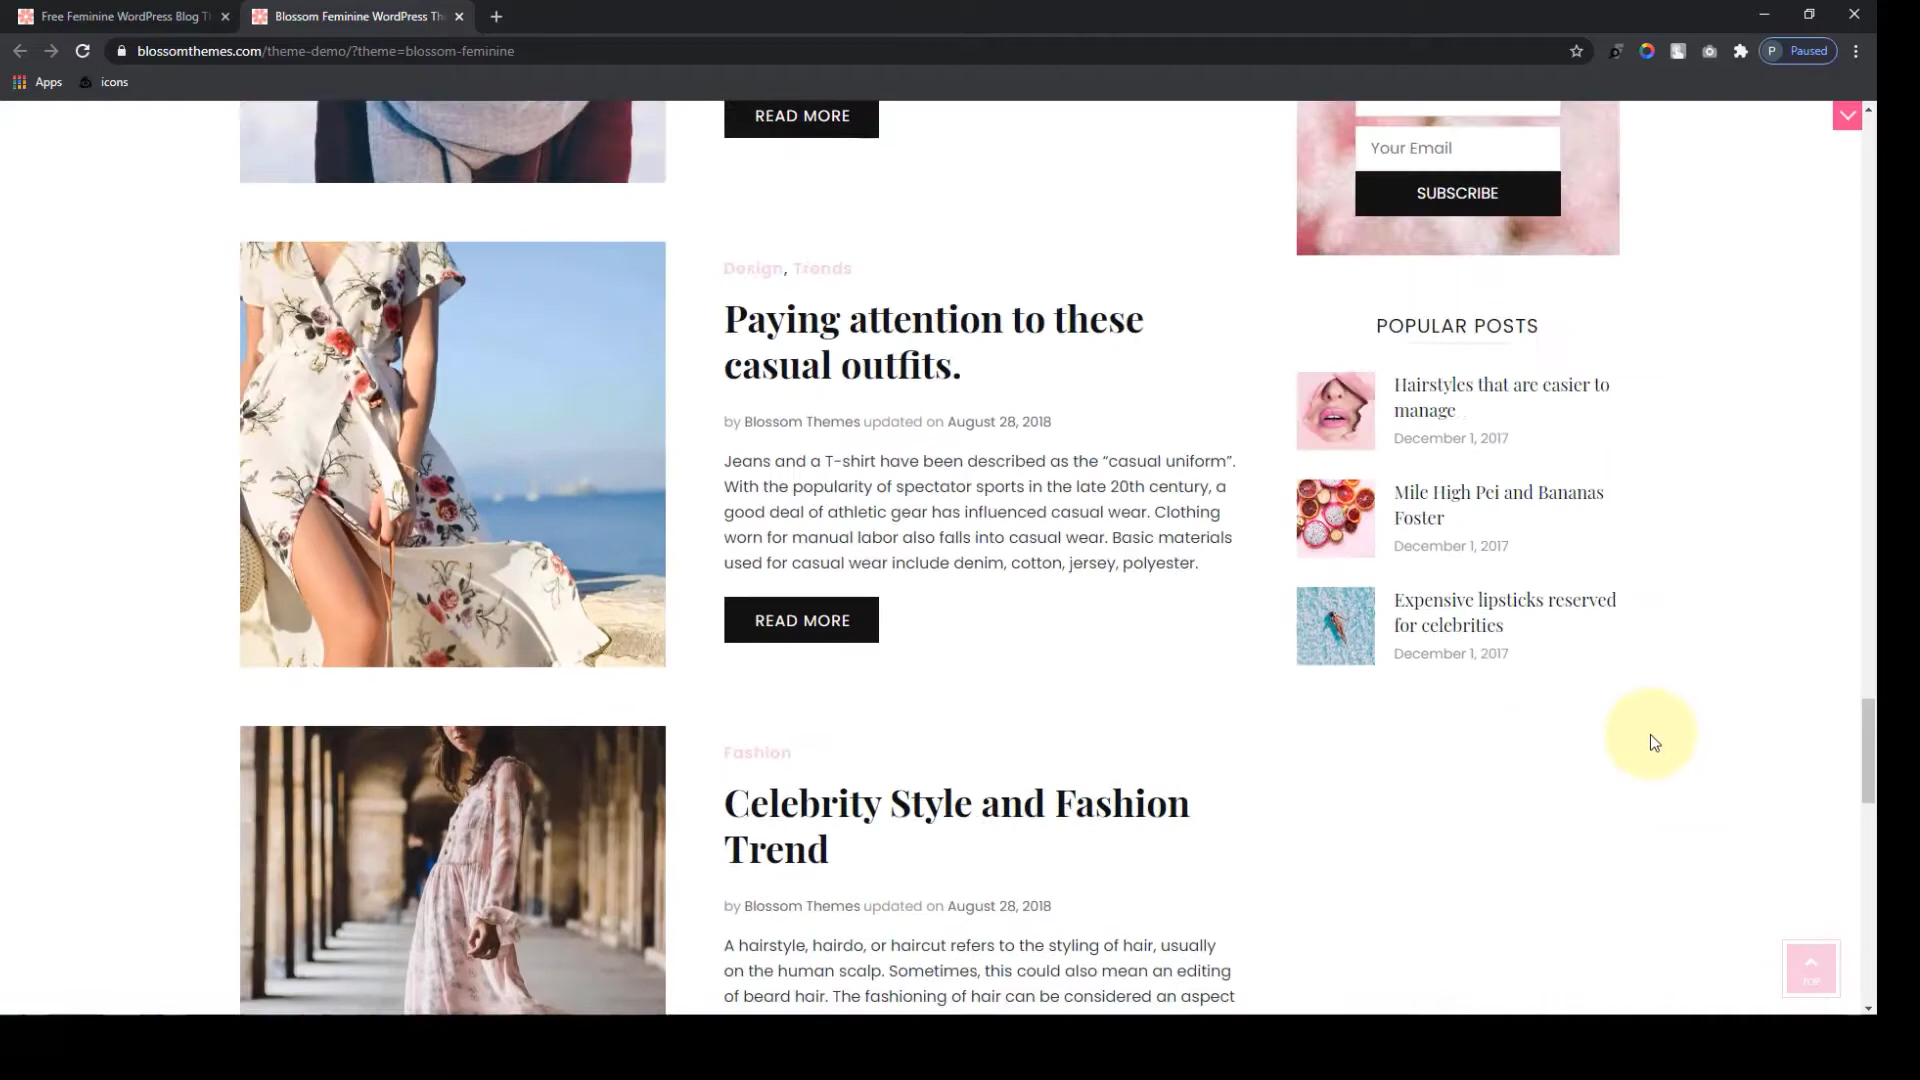 Free Feminine WordPress Blog T
Blossom Feminine WordPress Th
blossomthemes.com/theme-demo/?theme=blossom-feminine
P Paused
Apps
icons
READ MORE
Design, Trends
Paying attention to these
casual outfits.
by Blossom Themes updated on August 28, 2018
Jeans and a T-shirt have been described as the “casual uniform”.
With the popularity of spectator sports in the late 20th century, a
good deal of athletic gear has influenced casual wear. Clothing
worn for manual labor also falls into casual wear. Basic materials
used for casual wear include denim, cotton, jersey, polyester.
READ MORE
Fashion
Celebrity Style and Fashion
Trend
by Blossom Themes updated on August 28, 2018
A hairstyle, hairdo, or haircut refers to the styling of hair, usually
on the human scalp. Sometimes, this could also mean an editing
of beard hair. The fashioning of hair can be considered an aspect
Your Email
SUBSCRIBE
POPULAR POSTS
Hairstyles that are easier to
manage
December 1, 2017
Mile High Pei and Bananas
Foster
December 1, 2017
Expensive lipsticks reserved
for celebrities
December 1, 2017
TOP